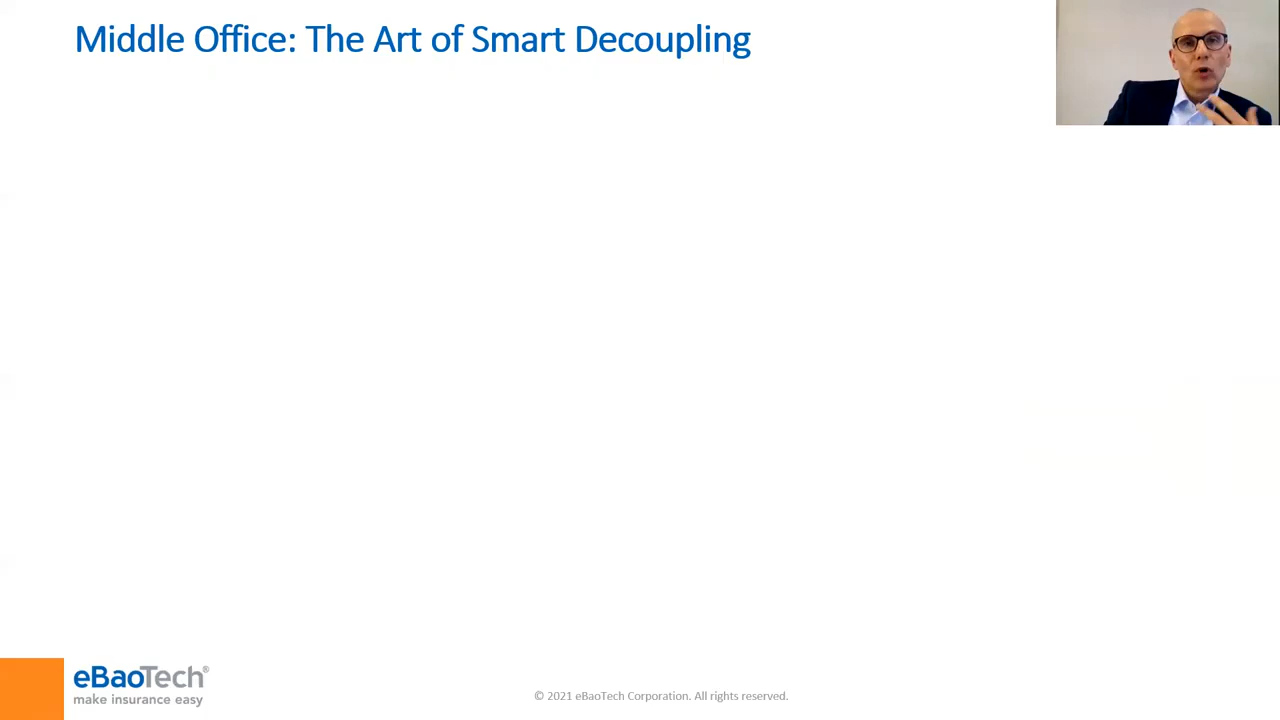 Middle Office: The Art of Smart Decoupling
eBaoTech®
make insurance easy
© 2021 eBaoTech Corporation. All rights reserved.